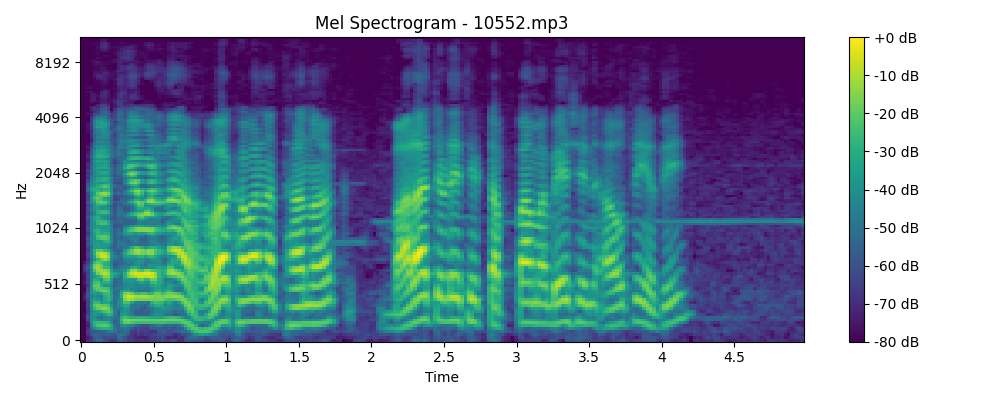 Mel Spectrogram - 10552.mp3
Hz
8192
4096
2048
1024
512
0
0
0.5
1
1.5
2
2.5
3
3.5
4
4.5
Time
+0 dB
-10 dB
-20 dB
-30 dB
-40 dB
-50 dB
-60 dB
-70 dB
-80 dB